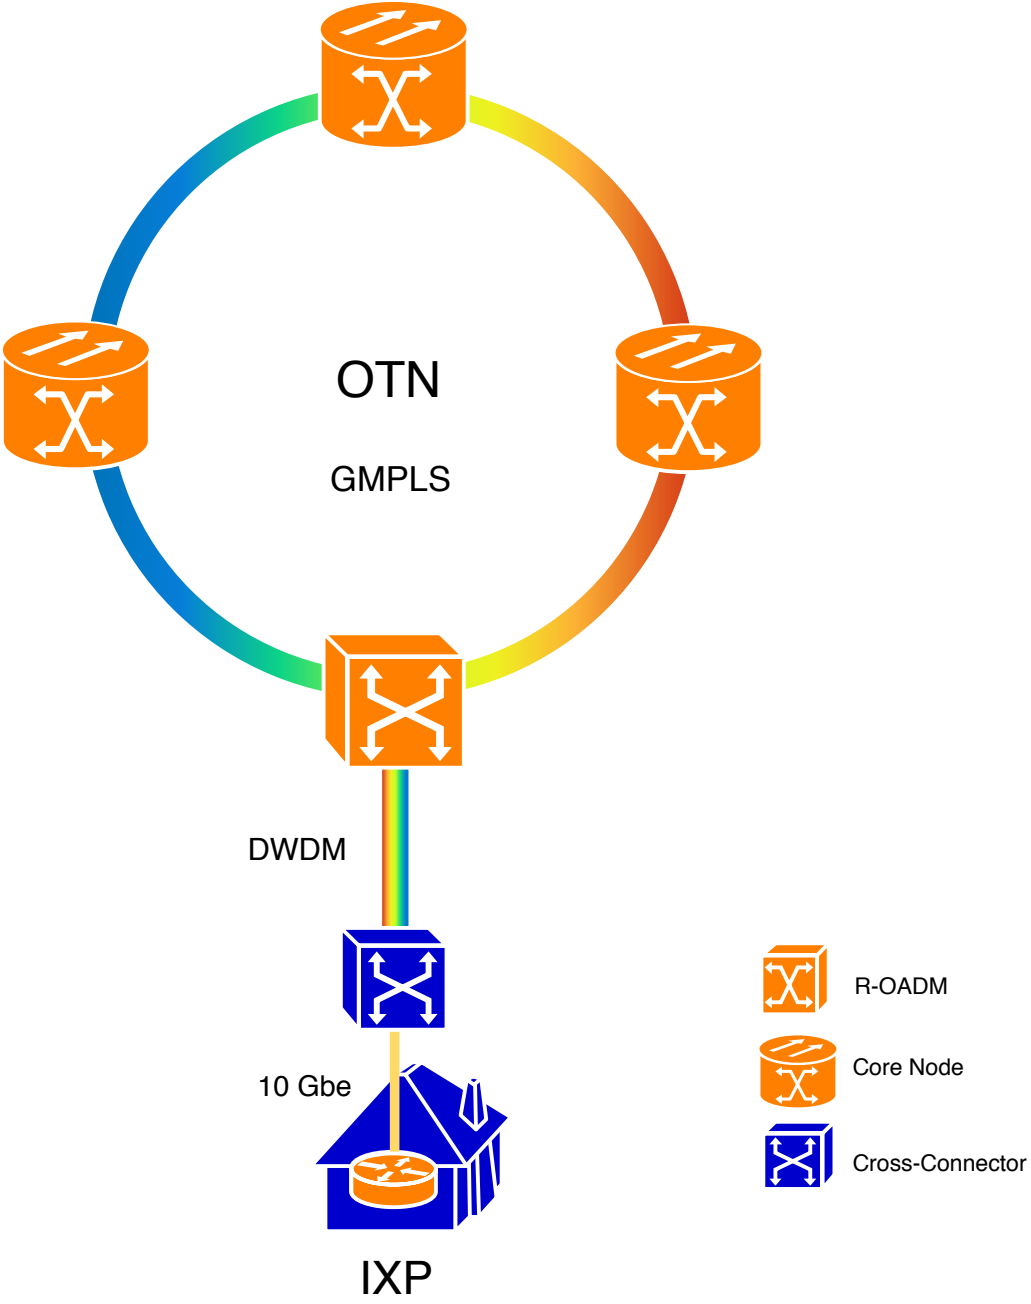 OTN
GMPLS
DWDM
10 Gbe
IXP
R-OADM
Core Node
Cross-Connector